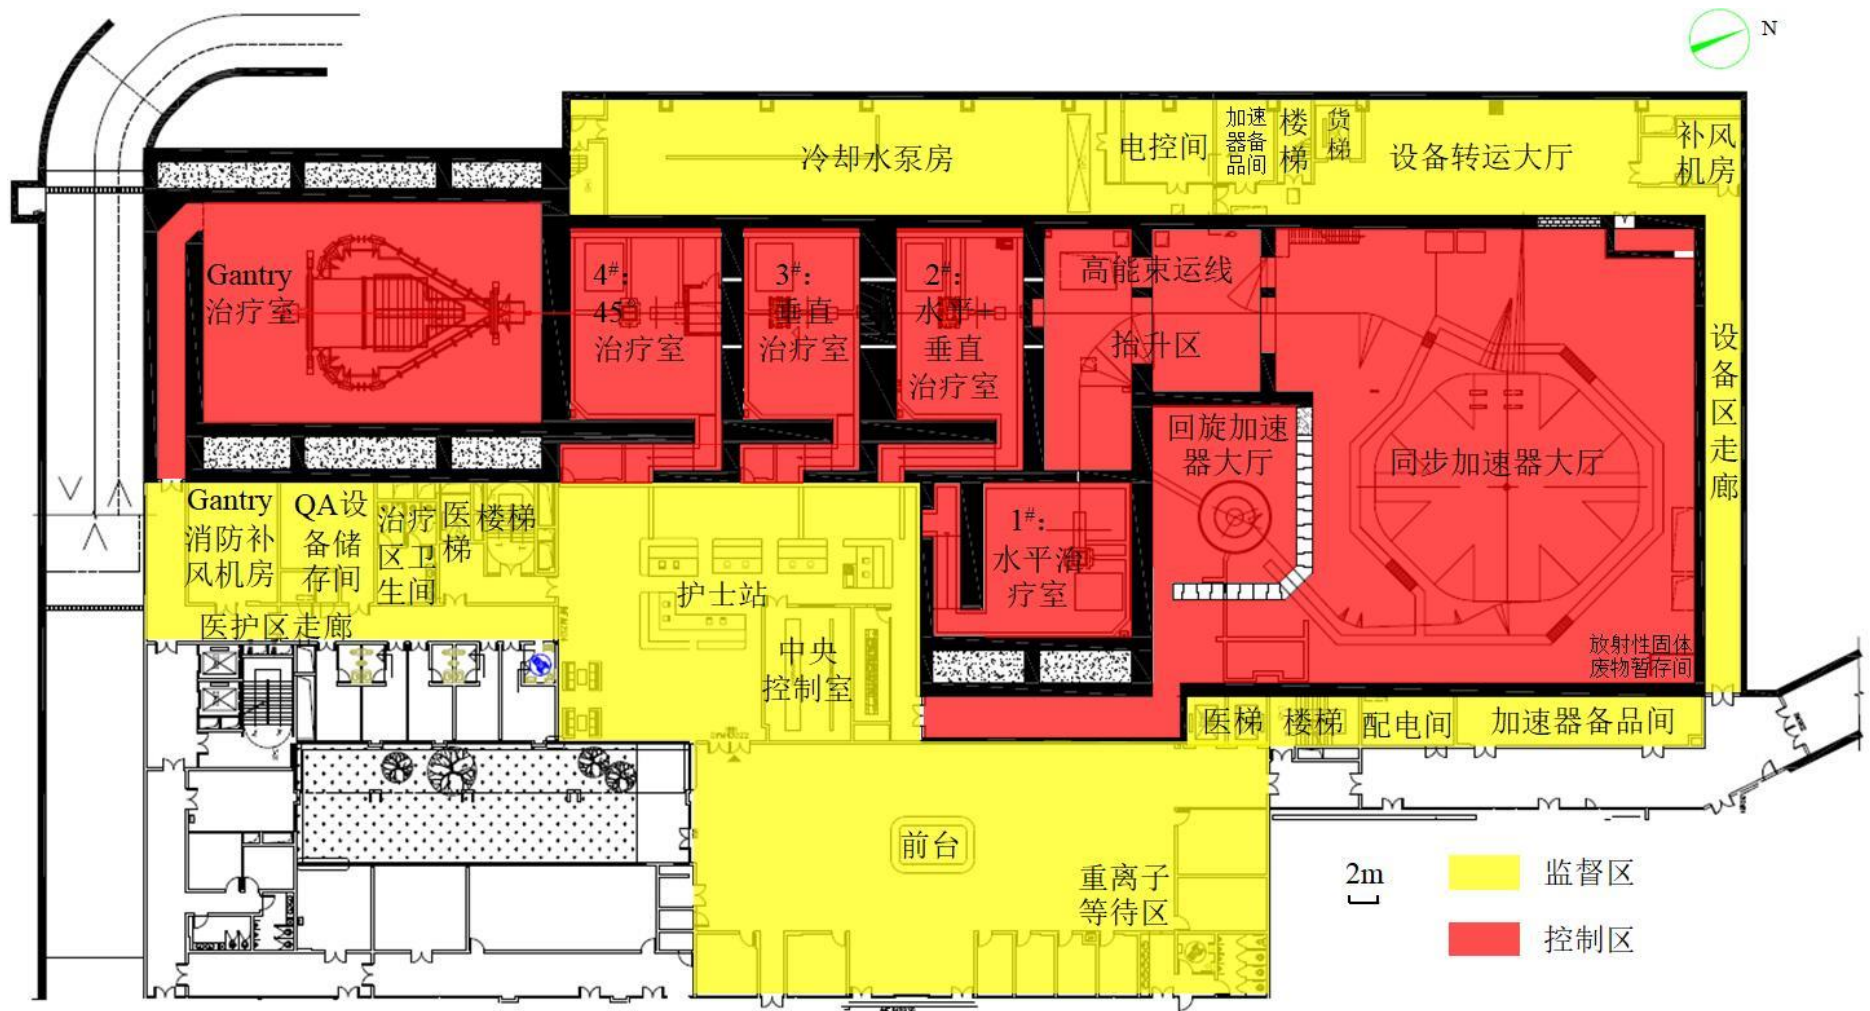 N
冷却水泵房
电控间
加速
器备
品间
楼
梯
货
梯
设备转运大厅
补风
机房
Gantry
治疗室
4#:
45°
治疗室
3#:
垂直
治疗室
2#:
水平+
垂直
治疗室
高能束运线
抬升区
回旋加速
器大厅
同步加速器大厅
设
备
区
走
廊
Gantry
消防补
风机房
QA设
备储
存间
治疗
区卫
生间
医
梯
楼梯
护士站
1#:
水平治
疗室
医护区走廊
中央
控制室
放射性固体
废物暂存间
医梯
楼梯
配电间
加速器备品间
前台
重离子
等待区
2m
监督区
控制区